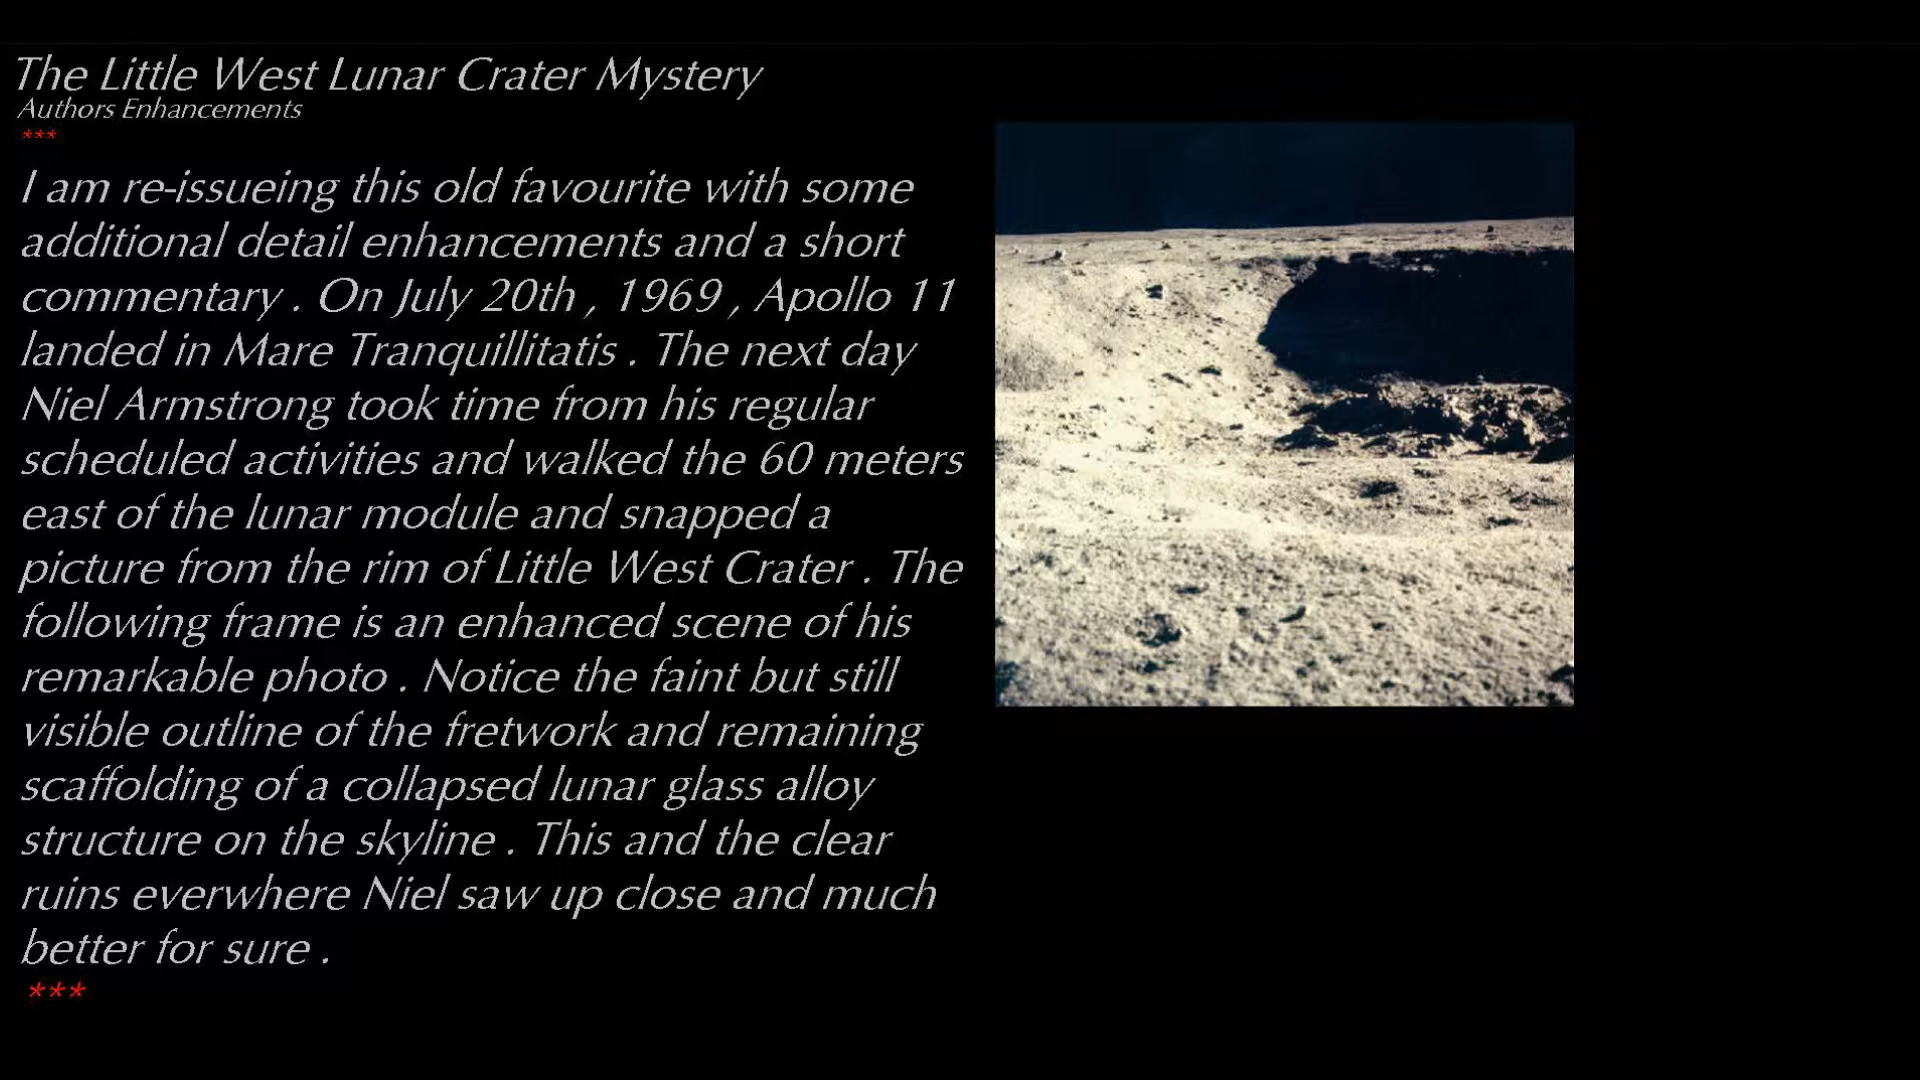 The Little West Lunar Crater Mystery
Authors Enhancements
***
I am re-issueing this old favourite with some
additional detail enhancements and a short
commentary . On July 20th , 1969 , Apollo 11
landed in Mare Tranquillitatis . The next day
Niel Armstrong took time from his regular
scheduled activities and walked the 60 meters
east of the lunar module and snapped a
picture from the rim of Little West Crater . The
following frame is an enhanced scene of his
remarkable photo . Notice the faint but still
visible outline of the fretwork and remaining
scaffolding of a collapsed lunar glass alloy
structure on the skyline . This and the clear
ruins everwhere Niel saw up close and much
better for sure .
***